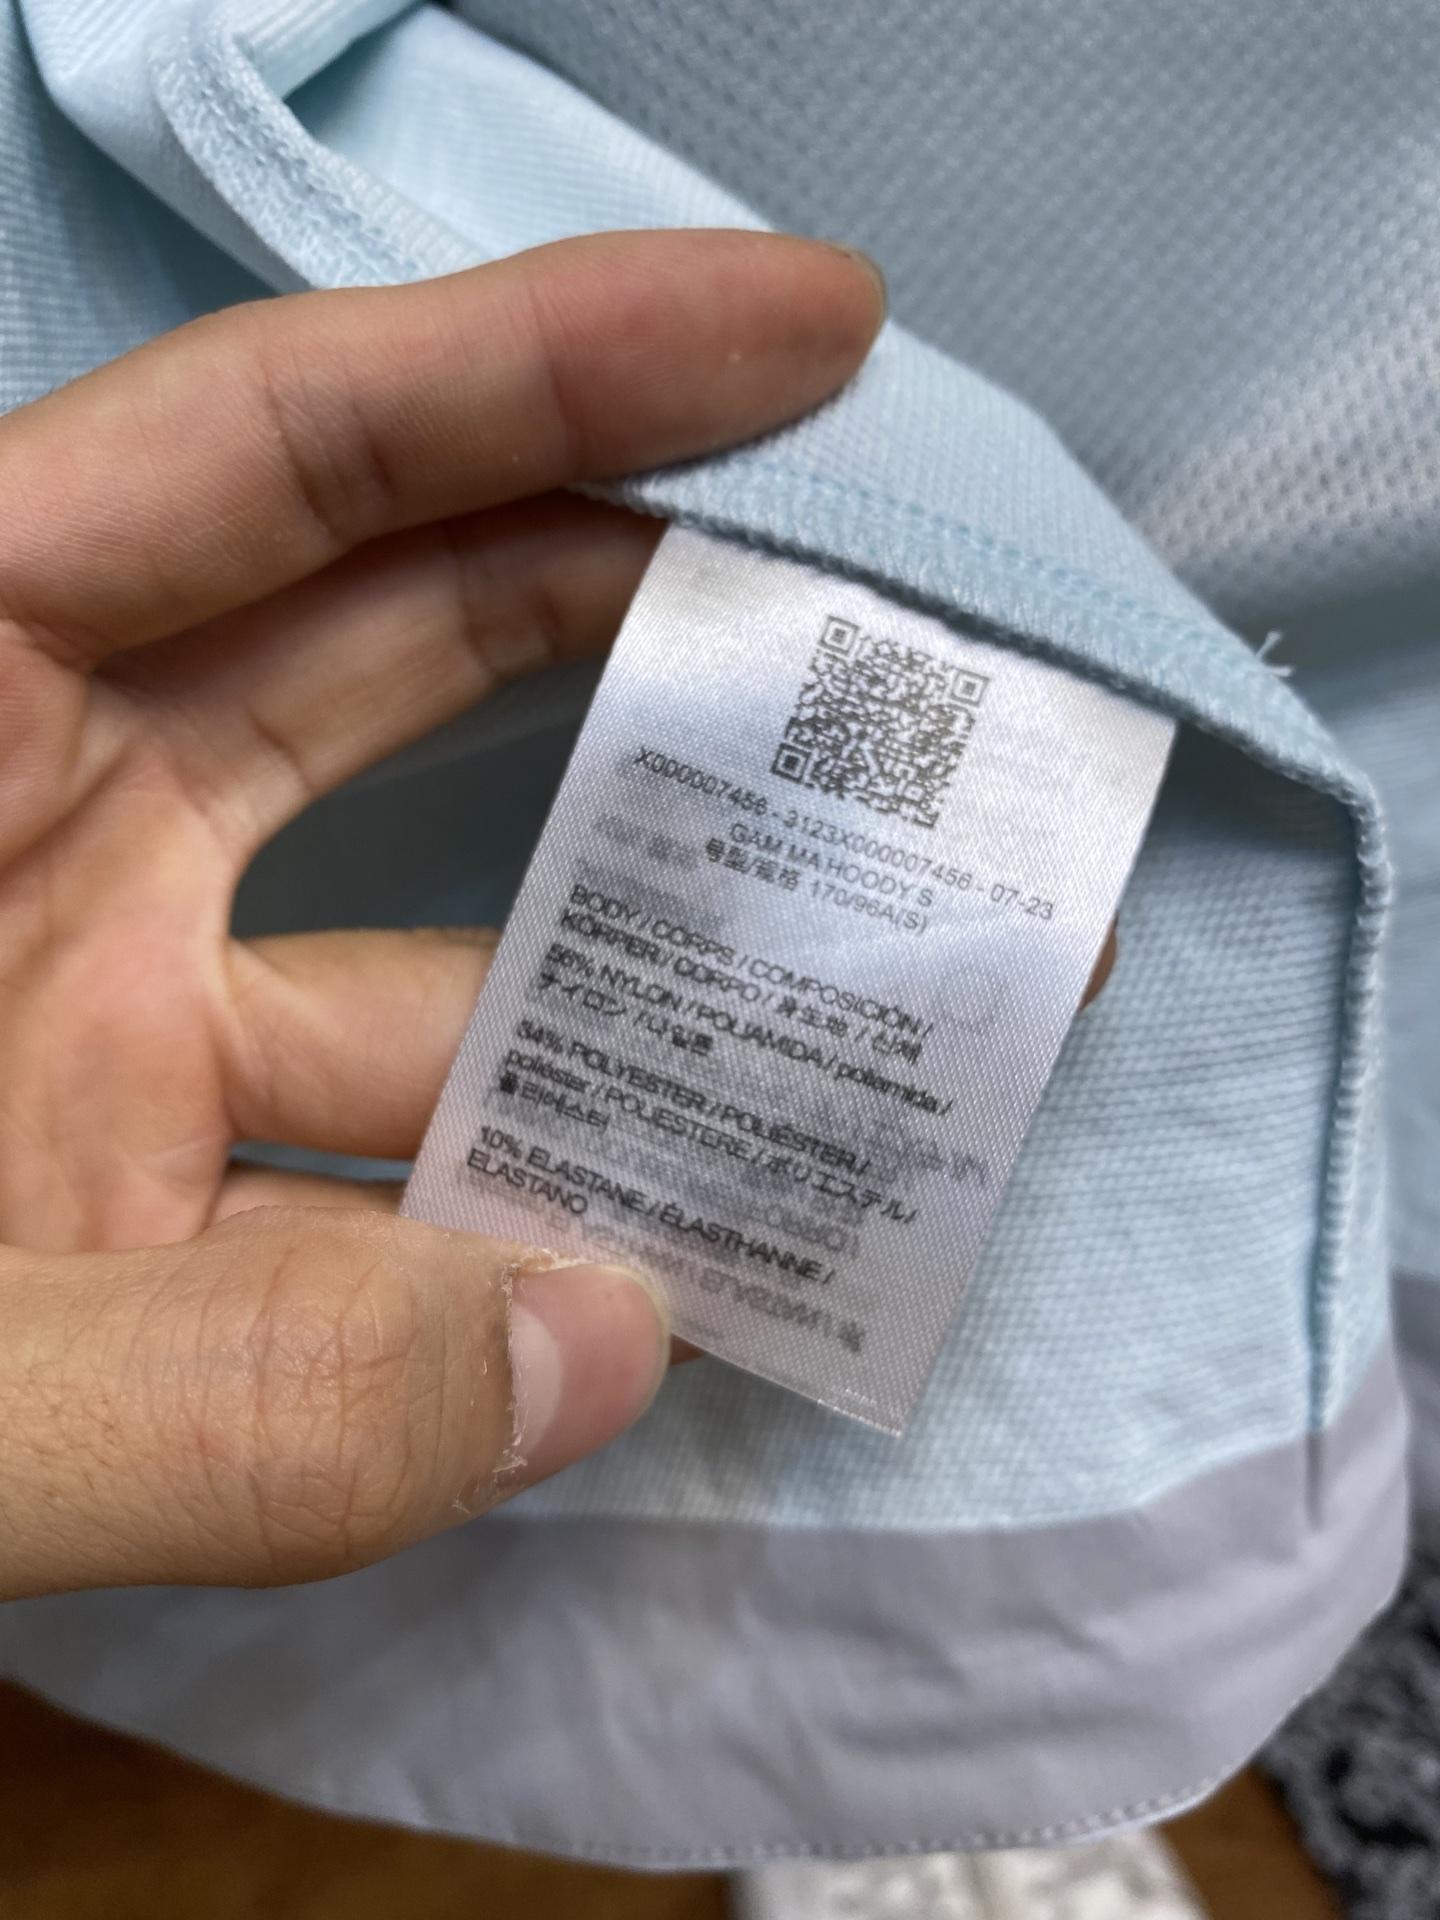 X000007456 - 3123X000007456 - 07-23
GAMMA HOODY S
号型/规格 170/96A(S)
BODY / CORPS / COMPOSICIÓN /
KÖRPER / CORPO / 身生地 / 신체
56% NYLON / POLIAMIDA / poliamida /
ナイロン / 나일론
34% POLYESTER / POLIÉSTER /
poliéster / POLIESTERE / ポリエステル /
폴리에스터
10% ELASTANE / ÉLASTHANNE /
ELASTANO